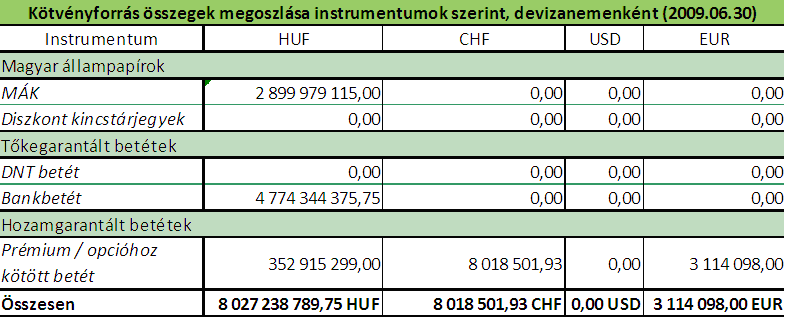 Kötvényforrás összegek megoszlása instrumentumok szerint, devizanemenként (2009.06.30)
Instrumentum HUF CHF USD EUR
Magyar állampapírok
MÁK 2 899 979 115,00 0,00 0,00 0,00
Diszkont kincstárjegyek 0,00 0,00 0,00 0,00
Tőkegarantált betétek
DNT betét 0,00 0,00 0,00 0,00
Bankbetét 4 774 344 375,75 0,00 0,00 0,00
Hozamgarantált betétek
Prémium / opcióhoz
kötött betét 352 915 299,00 8 018 501,93 0,00 3 114 098,00
Összesen 8 027 238 789,75 HUF 8 018 501,93 CHF 0,00 USD 3 114 098,00 EUR